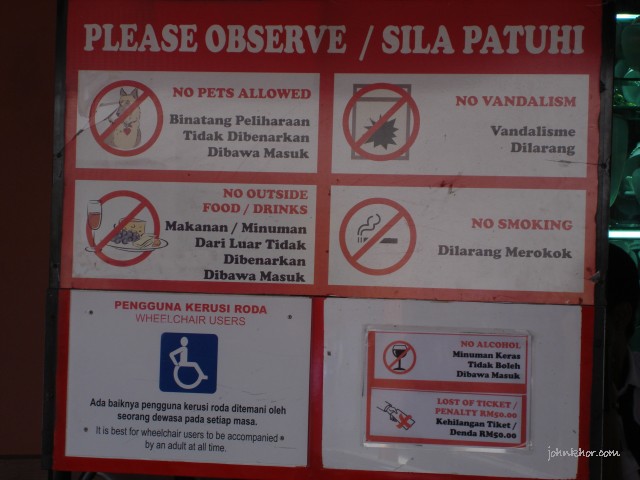 PLEASE OBSERVE / SILA PATUHI
NO PETS ALLOWED
Binatang Peliharaan
Tidak Dibenarkan
Dibawa Masuk
NO VANDALISM
Vandalisme
Dilarang
NO OUTSIDE
FOOD / DRINKS
Makanan / Minuman
Dari Luar Tidak
Dibenarkan
Dibawa Masuk
NO SMOKING
Dilarang Merokok
PENGGUNA KERUSI RODA
WHEELCHAIR USERS
Ada baiknya pengguna kerusi roda ditemani oleh
seorang dewasa pada setiap masa.
* It is best for wheelchair users to be accompanied
by an adult at all time.
NO ALCOHOL
Minuman Keras
Tidak Boleh
Dibawa Masuk
LOST OF TICKET /
PENALTY RM50.00
Kehilangan Tiket /
Denda RM50.00
johnkhor.com